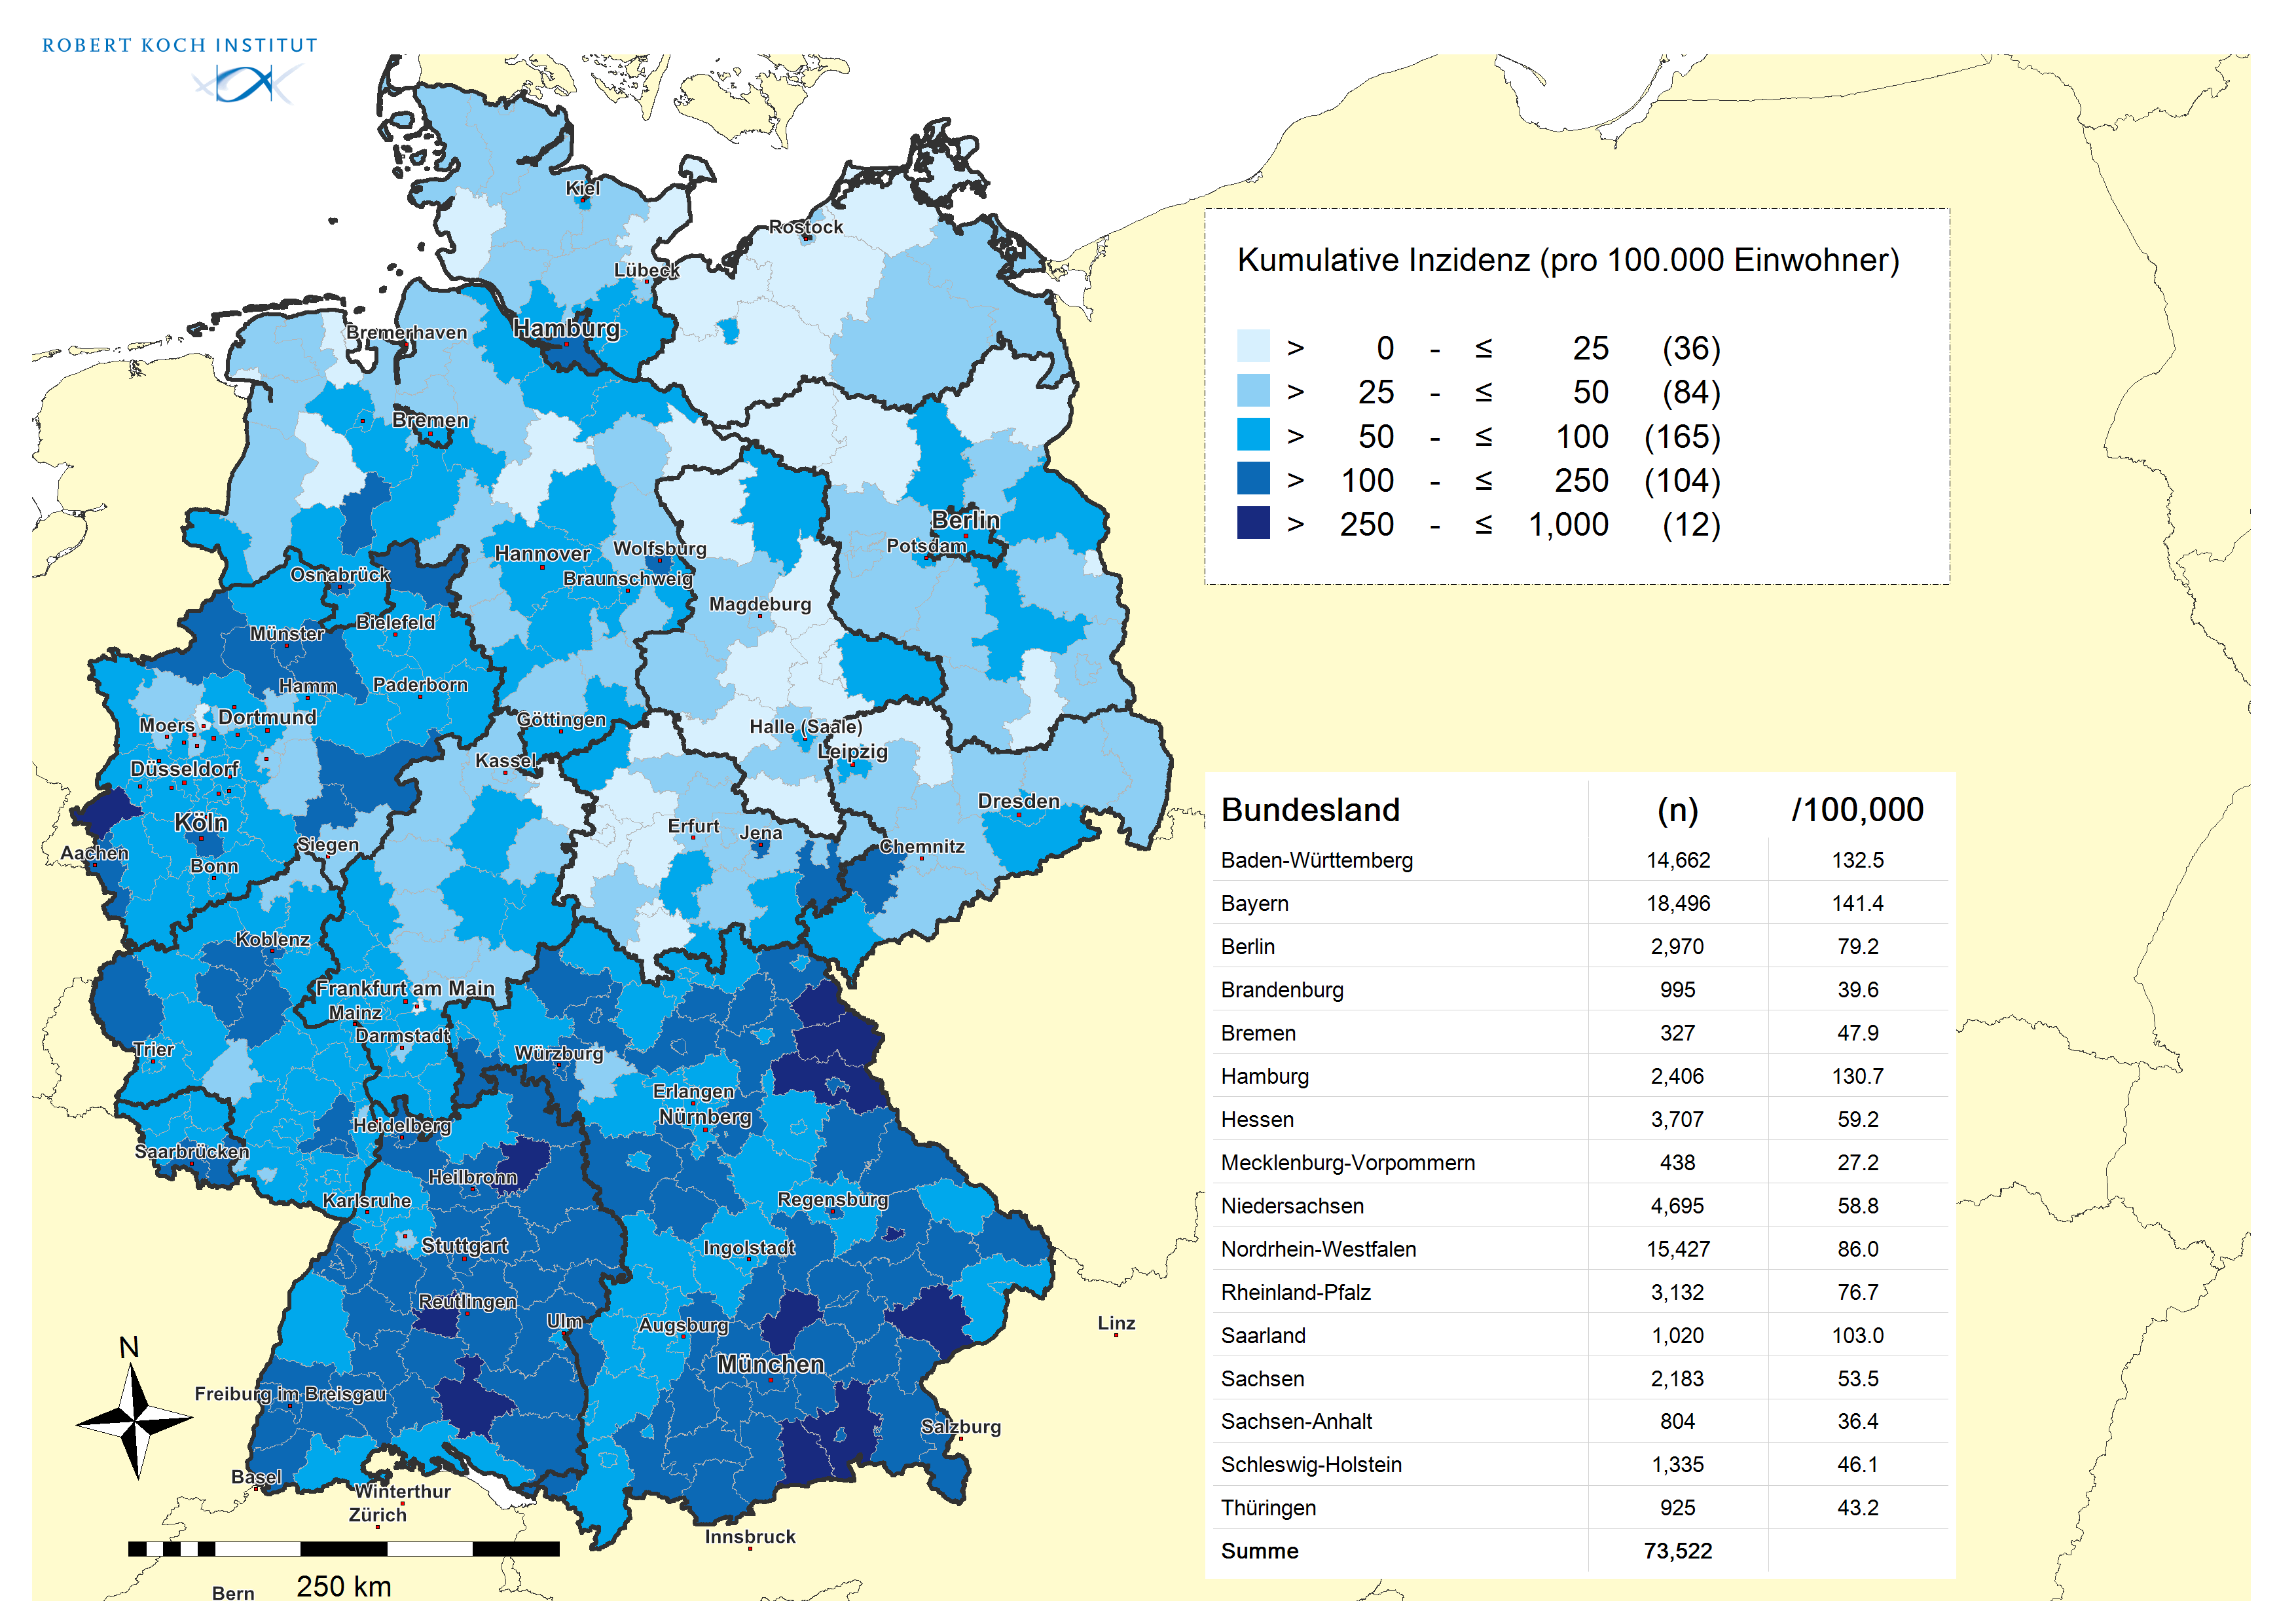 ROBERT KOCH INSTITUT
Kiel
Rostock
Lübeck
Hamburg
Bremerhaven
Bremen
Berlin
Potsdam
Hannover
Wolfsburg
Braunschweig
Osnabrück
Magdeburg
Bielefeld
Münster
Hamm
Paderborn
Göttingen
Moers
Dortmund
Halle (Saale)
Leipzig
Kassel
Düsseldorf
Dresden
Köln
Erfurt
Jena
Siegen
Chemnitz
Aachen
Bonn
Koblenz
Frankfurt am Main
Mainz
Darmstadt
Trier
Würzburg
Erlangen
Nürnberg
Heidelberg
Saarbrücken
Heilbronn
Karlsruhe
Regensburg
Stuttgart
Ingolstadt
Reutlingen
Ulm
Augsburg
Linz
München
Freiburg im Breisgau
Salzburg
Basel
Winterthur
Zürich
Innsbruck
Bern
N
250 km
Kumulative Inzidenz (pro 100.000 Einwohner)
> 0 - ≤ 25 (36)
> 25 - ≤ 50 (84)
> 50 - ≤ 100 (165)
> 100 - ≤ 250 (104)
> 250 - ≤ 1,000 (12)
Bundesland (n) /100,000
Baden-Württemberg 14,662 132.5
Bayern 18,496 141.4
Berlin 2,970 79.2
Brandenburg 995 39.6
Bremen 327 47.9
Hamburg 2,406 130.7
Hessen 3,707 59.2
Mecklenburg-Vorpommern 438 27.2
Niedersachsen 4,695 58.8
Nordrhein-Westfalen 15,427 86.0
Rheinland-Pfalz 3,132 76.7
Saarland 1,020 103.0
Sachsen 2,183 53.5
Sachsen-Anhalt 804 36.4
Schleswig-Holstein 1,335 46.1
Thüringen 925 43.2
Summe 73,522